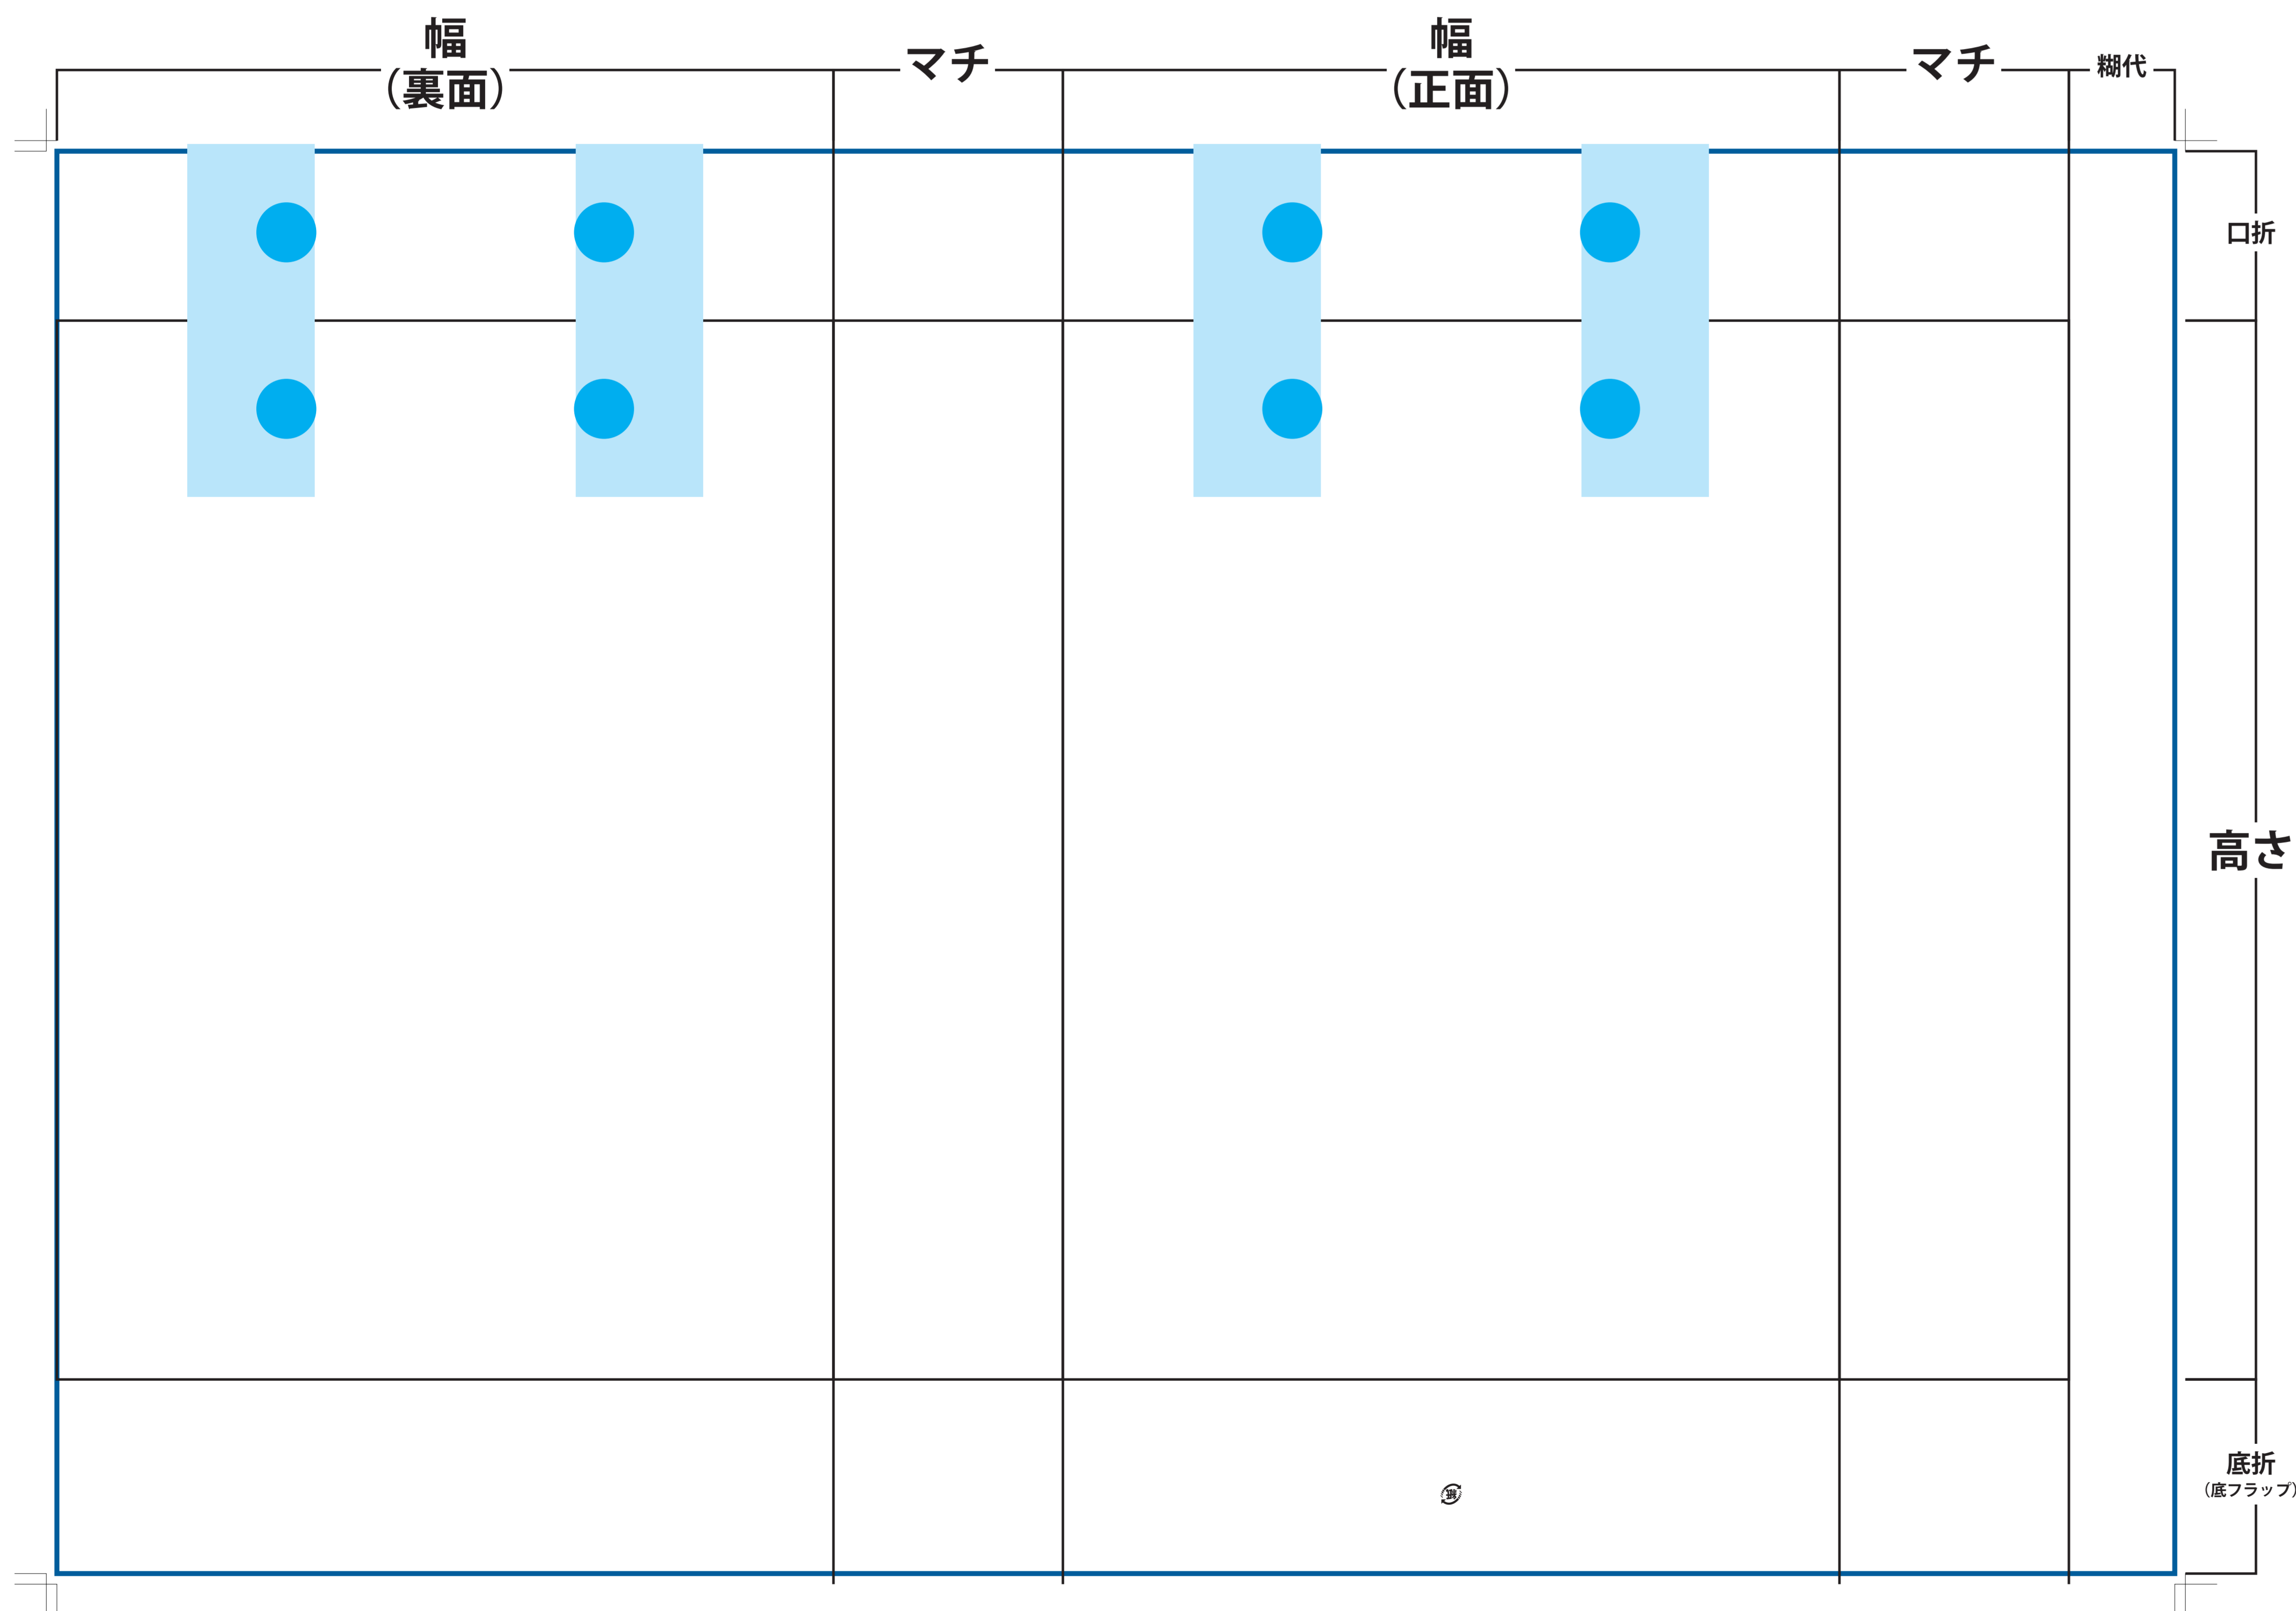 幅
（裏面）
マチ
幅
（正面）
マチ
糊代
口折
高さ
底折
（底フラップ）
紙